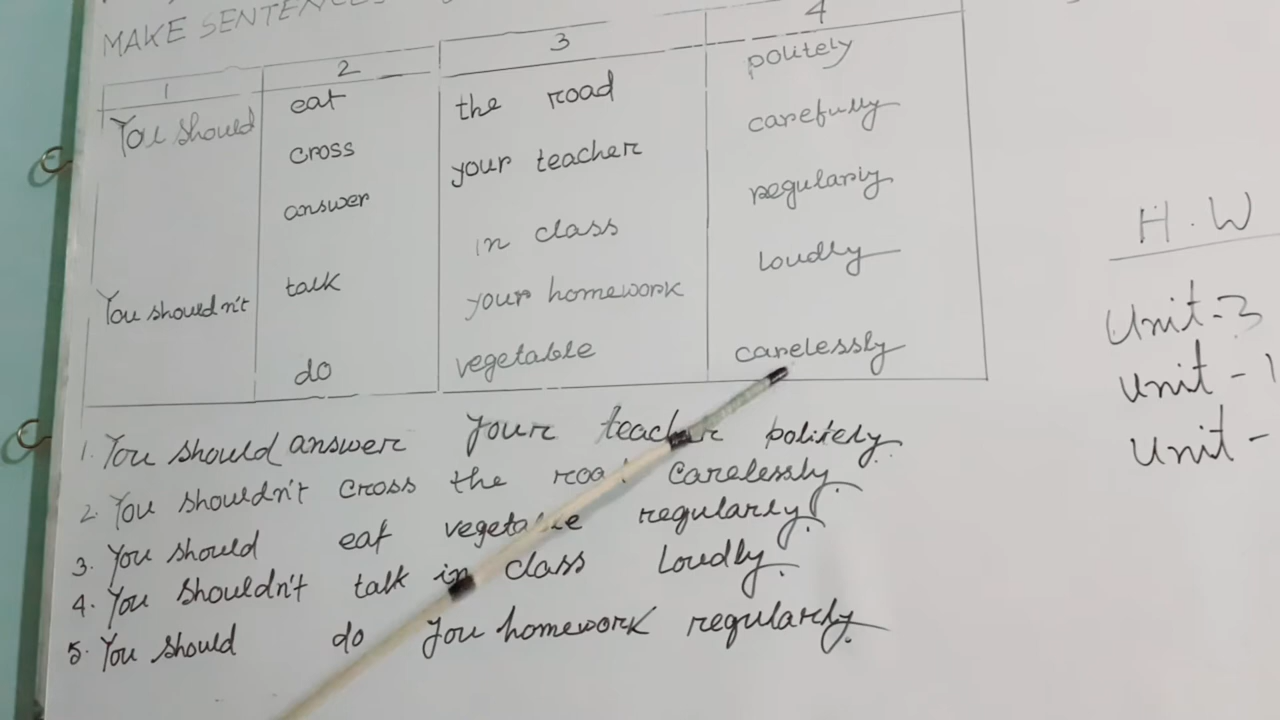 MAKE SENTENCES
1 2 3 4
You should eat the road politely
cross your teacher carefully
answer in class regularly
You shouldn't talk your homework loudly
do vegetable carelessly
1. You should answer your teacher politely.
2. You shouldn't cross the road carelessly.
3. You should eat vegetable regularly.
4. You shouldn't talk in class loudly.
5. You should do you homework regularly.
H.W
Unit-3
Unit-1
Unit-